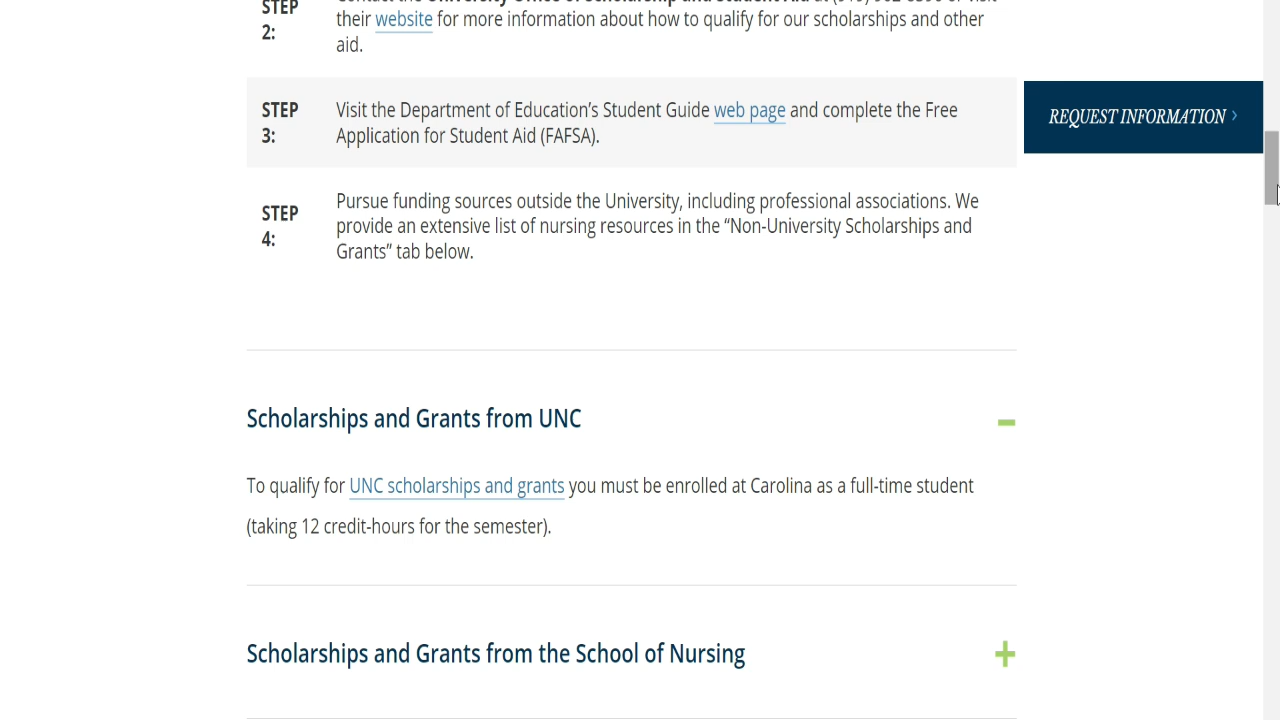 STEP
2:
their website for more information about how to qualify for our scholarships and other
aid.
STEP
3:
Visit the Department of Education’s Student Guide web page and complete the Free
Application for Student Aid (FAFSA).
REQUEST INFORMATION ›
STEP
4:
Pursue funding sources outside the University, including professional associations. We
provide an extensive list of nursing resources in the “Non-University Scholarships and
Grants” tab below.
Scholarships and Grants from UNC
To qualify for UNC scholarships and grants you must be enrolled at Carolina as a full-time student
(taking 12 credit-hours for the semester).
Scholarships and Grants from the School of Nursing